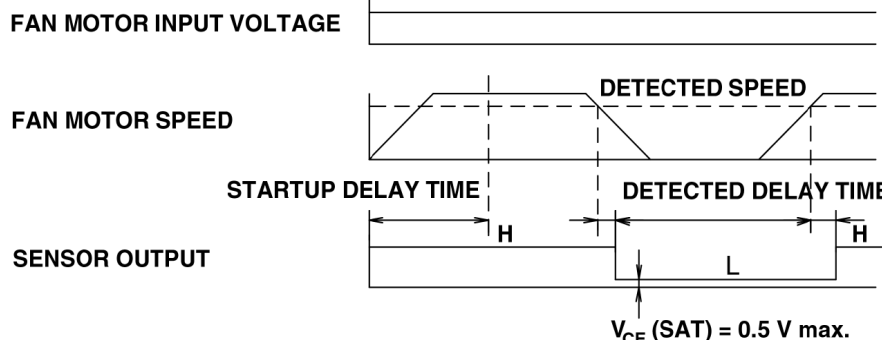 FAN MOTOR INPUT VOLTAGE
DETECTED SPEED
FAN MOTOR SPEED
STARTUP DELAY TIME
DETECTED DELAY TIME
H
H
SENSOR OUTPUT
L
VCE (SAT) = 0.5 V max.